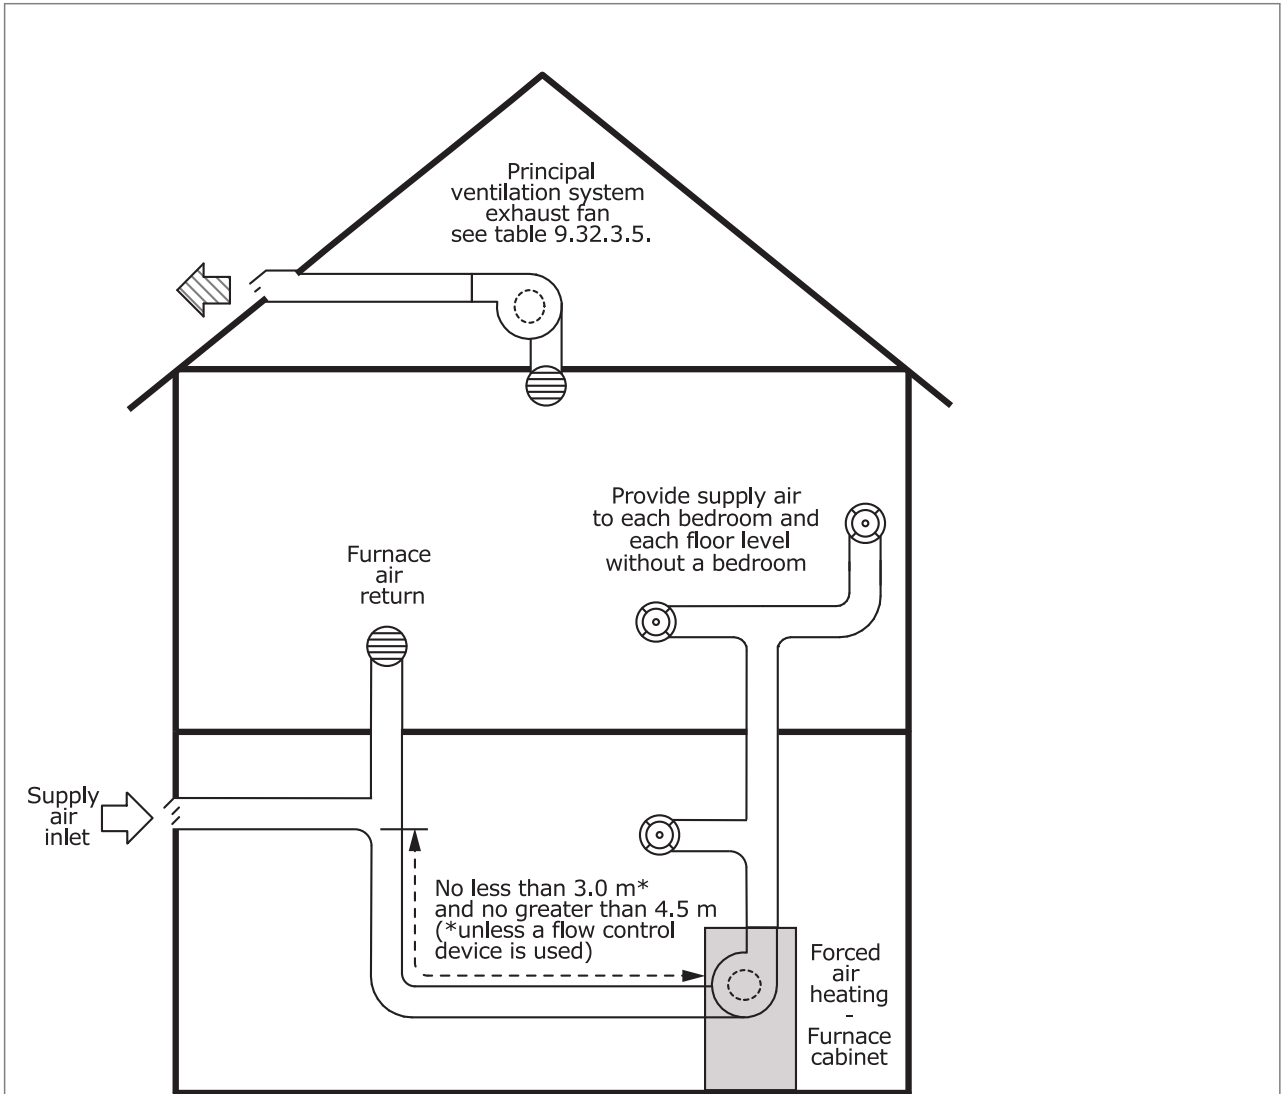 Principal
ventilation system
exhaust fan
see table 9.32.3.5.
Provide supply air
to each bedroom and
each floor level
without a bedroom
Furnace
air
return
Supply
air
inlet
No less than 3.0 m*
and no greater than 4.5 m
(*unless a flow control
device is used)
Forced
air
heating
-
Furnace
cabinet